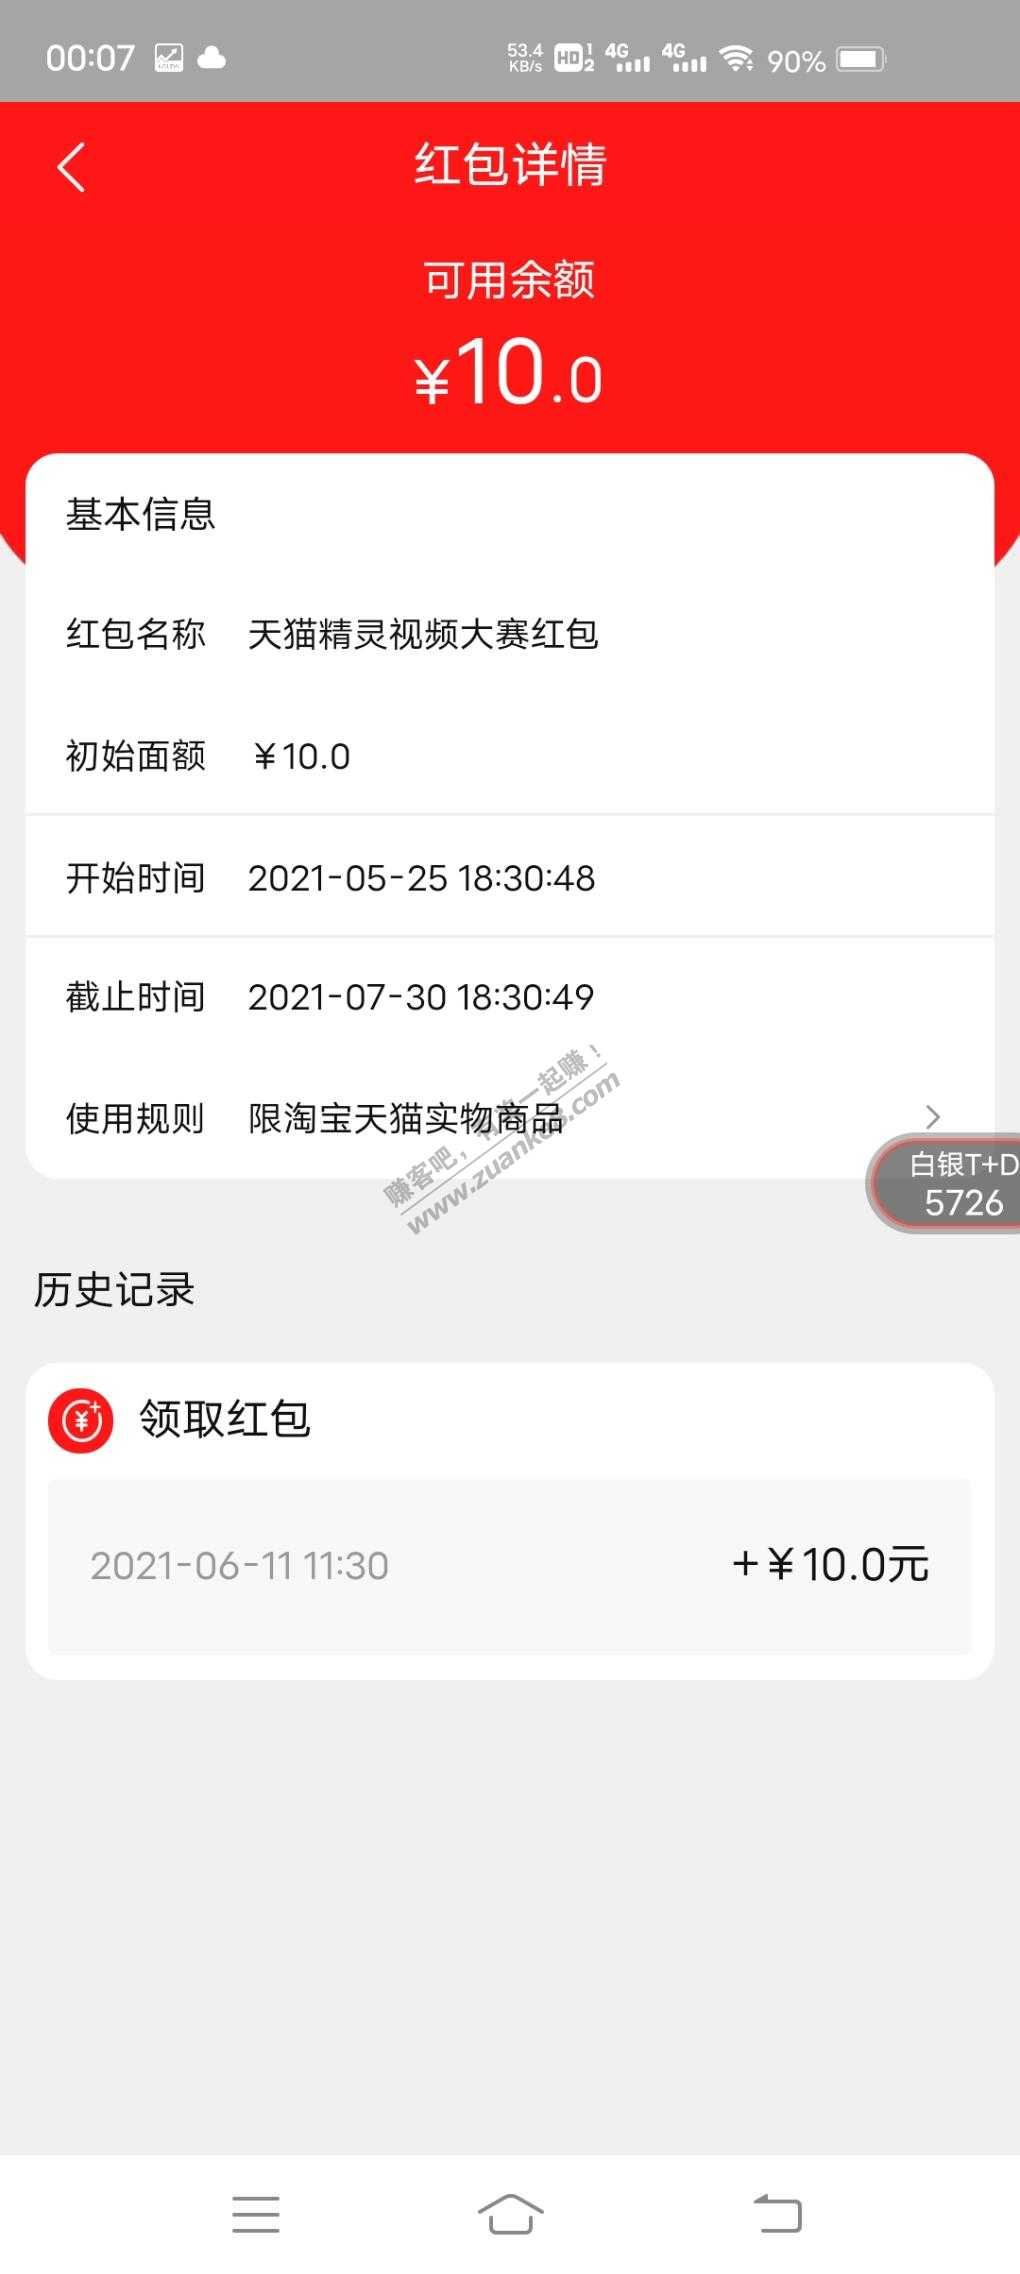 00:07
53.4 KB/s HD 1 2 4G 4G 90%
红包详情
可用余额
¥10.0
基本信息
红包名称 天猫精灵视频大赛红包
初始面额 ¥10.0
开始时间 2021-05-25 18:30:48
截止时间 2021-07-30 18:30:49
使用规则 限淘宝天猫实物商品
赚客吧，有奖一起赚！
www.zuanke8.com
白银T+D
5726
历史记录
领取红包
2021-06-11 11:30 +¥10.0元